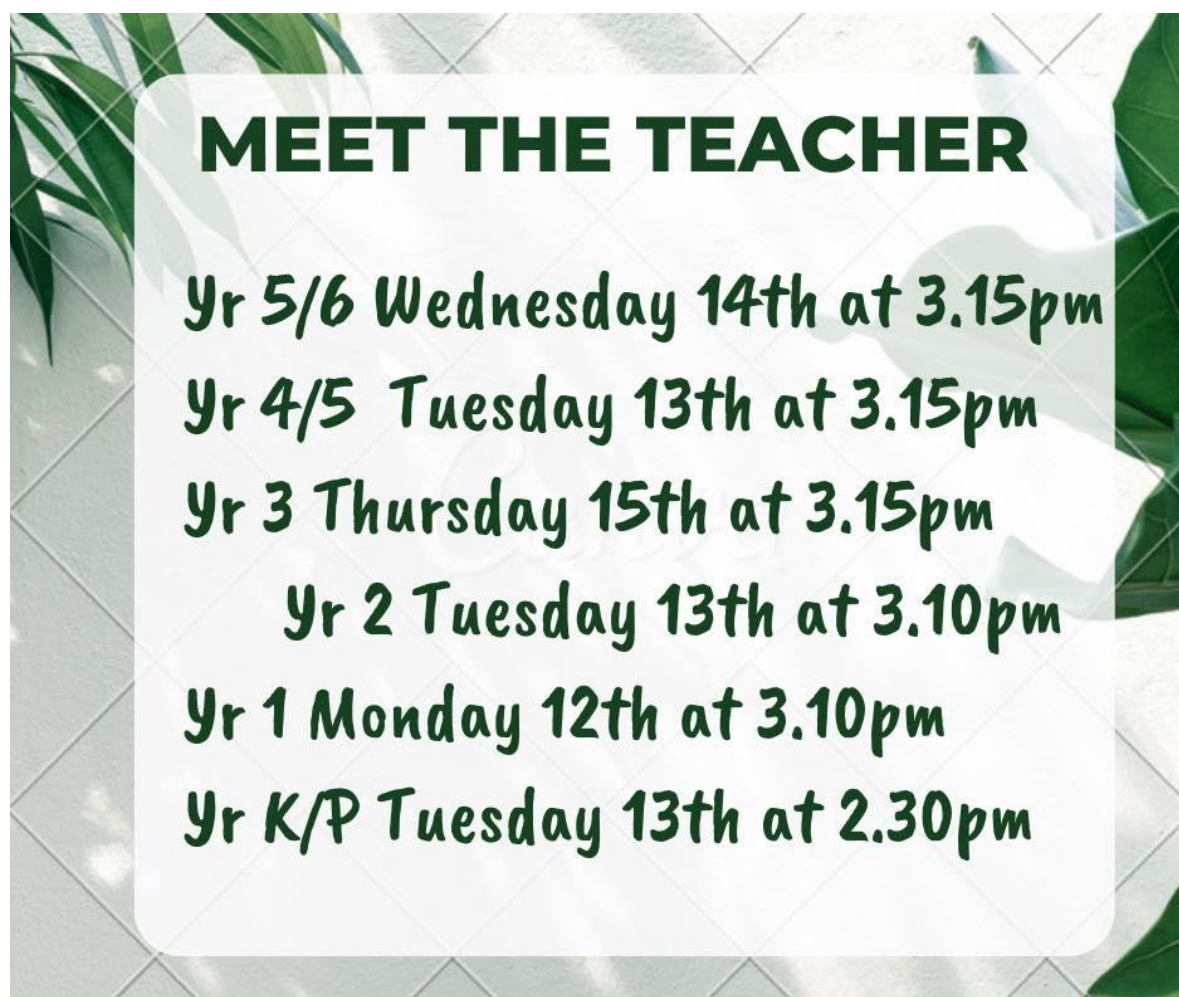 MEET THE TEACHER
Yr 5/6 Wednesday 14th at 3.15pm
Yr 4/5 Tuesday 13th at 3.15pm
Yr 3 Thursday 15th at 3.15pm
Yr 2 Tuesday 13th at 3.10pm
Yr 1 Monday 12th at 3.10pm
Yr K/P Tuesday 13th at 2.30pm
Canva